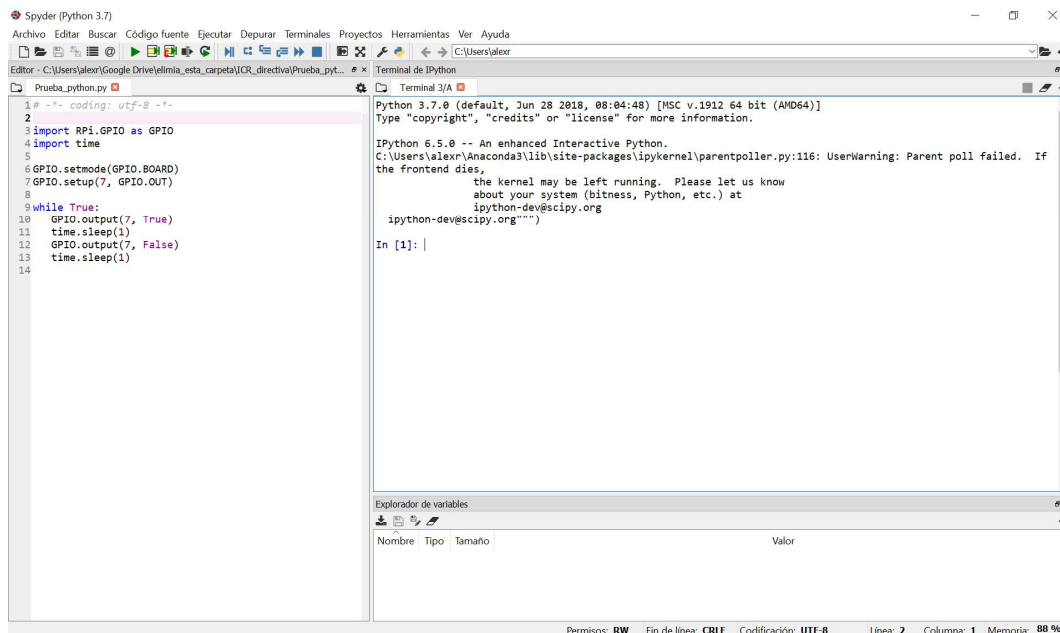 Spyder (Python 3.7)
Archivo Editar Buscar Código fuente Ejecutar Depurar Terminales Proyectos Herramientas Ver Ayuda
C:\Users\alexr
Editor - C:\Users\alexr\Google Drive\elimia_esta_carpeta\ICR_directiva\Prueba_pyt...
Prueba_python.py
1 # -*- coding: utf-8 -*-
2
3 import RPi.GPIO as GPIO
4 import time
5
6 GPIO.setmode(GPIO.BOARD)
7 GPIO.setup(7, GPIO.OUT)
8
9 while True:
10    GPIO.output(7, True)
11    time.sleep(1)
12    GPIO.output(7, False)
13    time.sleep(1)
14
Terminal de IPython
Terminal 3/A
Python 3.7.0 (default, Jun 28 2018, 08:04:48) [MSC v.1912 64 bit (AMD64)]
Type "copyright", "credits" or "license" for more information.
IPython 6.5.0 -- An enhanced Interactive Python.
C:\Users\alexr\Anaconda3\lib\site-packages\ipykernel\parentpoller.py:116: UserWarning: Parent poll failed.  If
the frontend dies,
the kernel may be left running.  Please let us know
about your system (bitness, Python, etc.) at
ipython-dev@scipy.org
ipython-dev@scipy.org""")
In [1]:
Explorador de variables
Nombre Tipo Tamaño Valor
Permisos: RW Fin de línea: CRLF Codificación: UTF-8 Línea: 2 Columna: 1 Memoria: 88 %